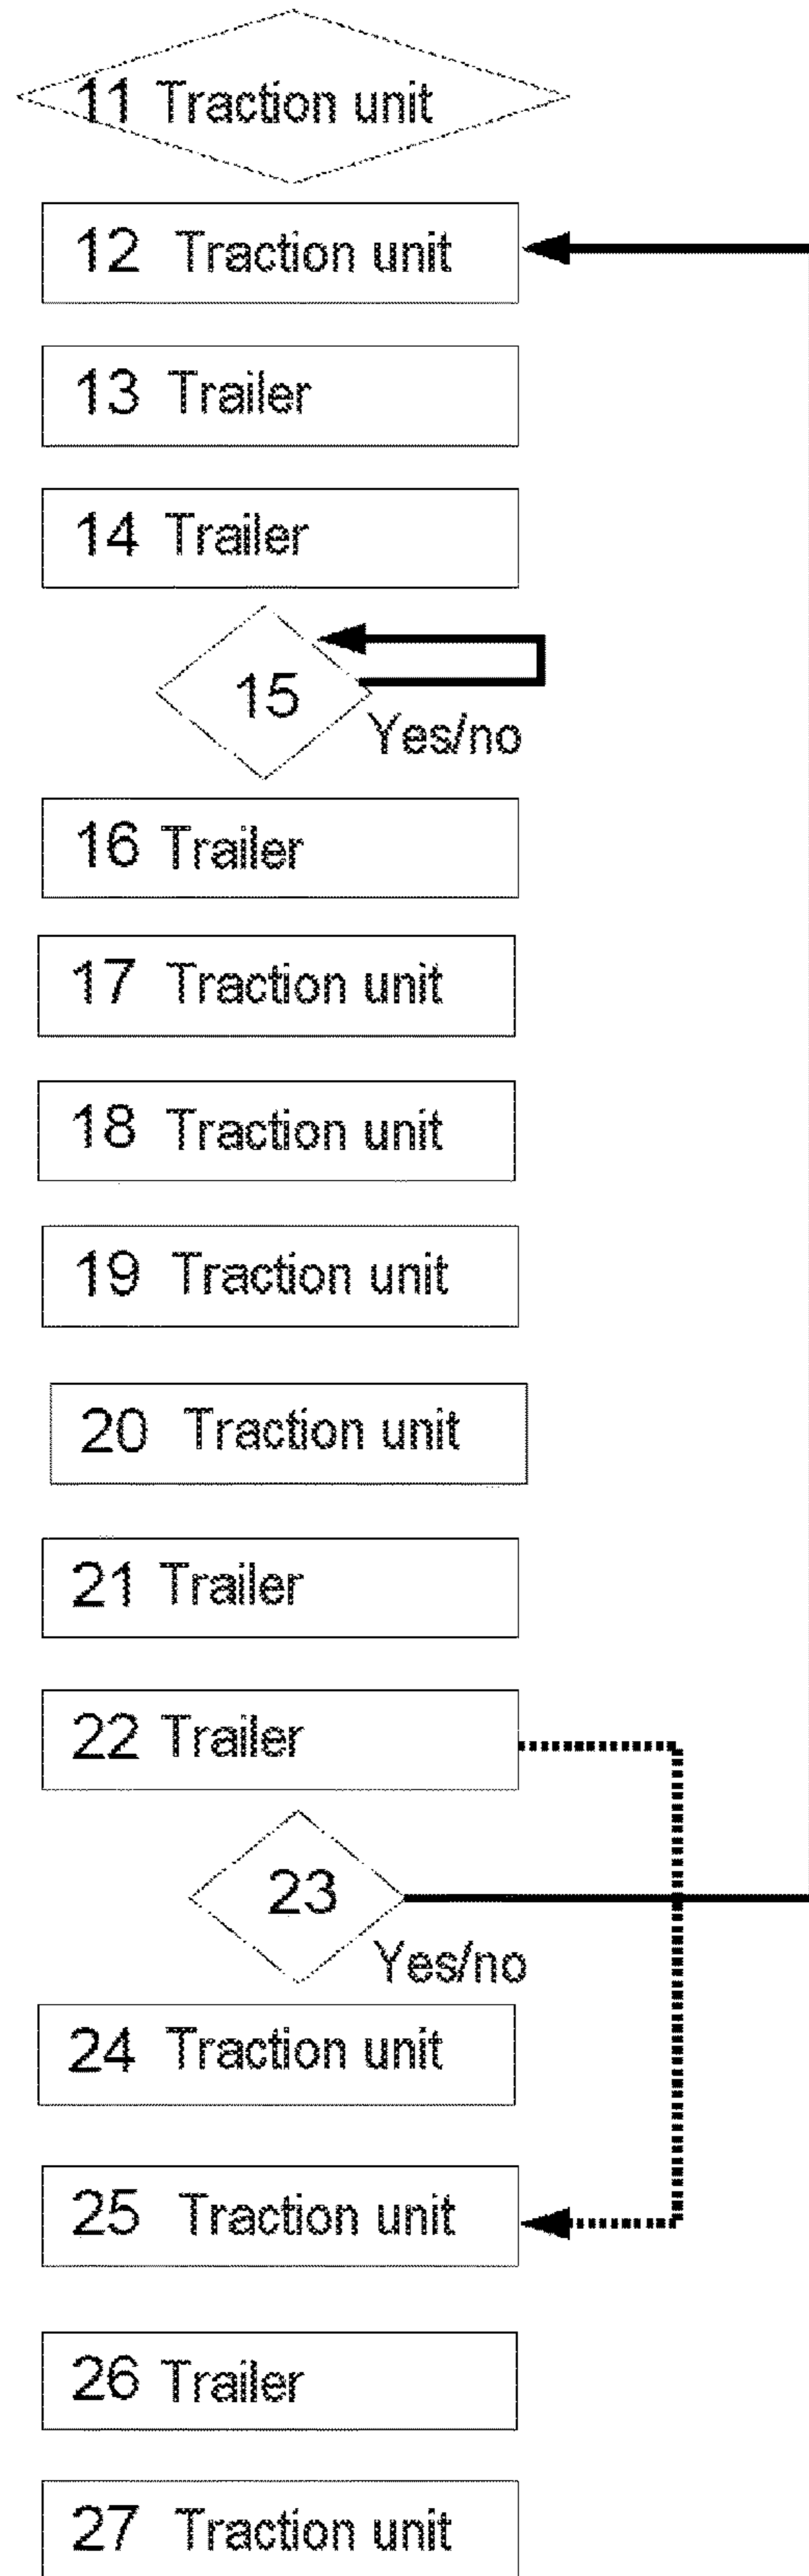 11 Traction unit
12 Traction unit
13 Trailer
14 Trailer
15
Yes/no
16 Trailer
17 Traction unit
18 Traction unit
19 Traction unit
20 Traction unit
21 Trailer
22 Trailer
23
Yes/no
24 Traction unit
25 Traction unit
26 Trailer
27 Traction unit